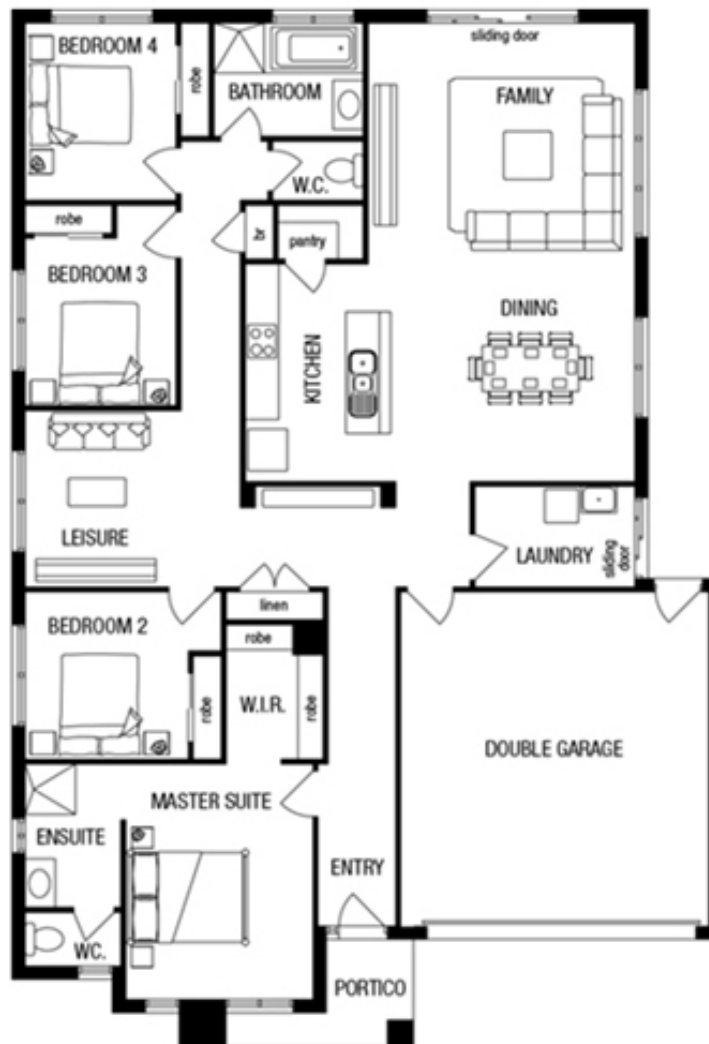 BEDROOM 4
robe
BATHROOM
sliding door
FAMILY
W.C.
robe
br
pantry
BEDROOM 3
KITCHEN
DINING
LEISURE
LAUNDRY
sliding
door
linen
BEDROOM 2
robe
robe
W.I.R.
robe
DOUBLE GARAGE
MASTER SUITE
ENSUITE
ENTRY
WC.
PORTICO